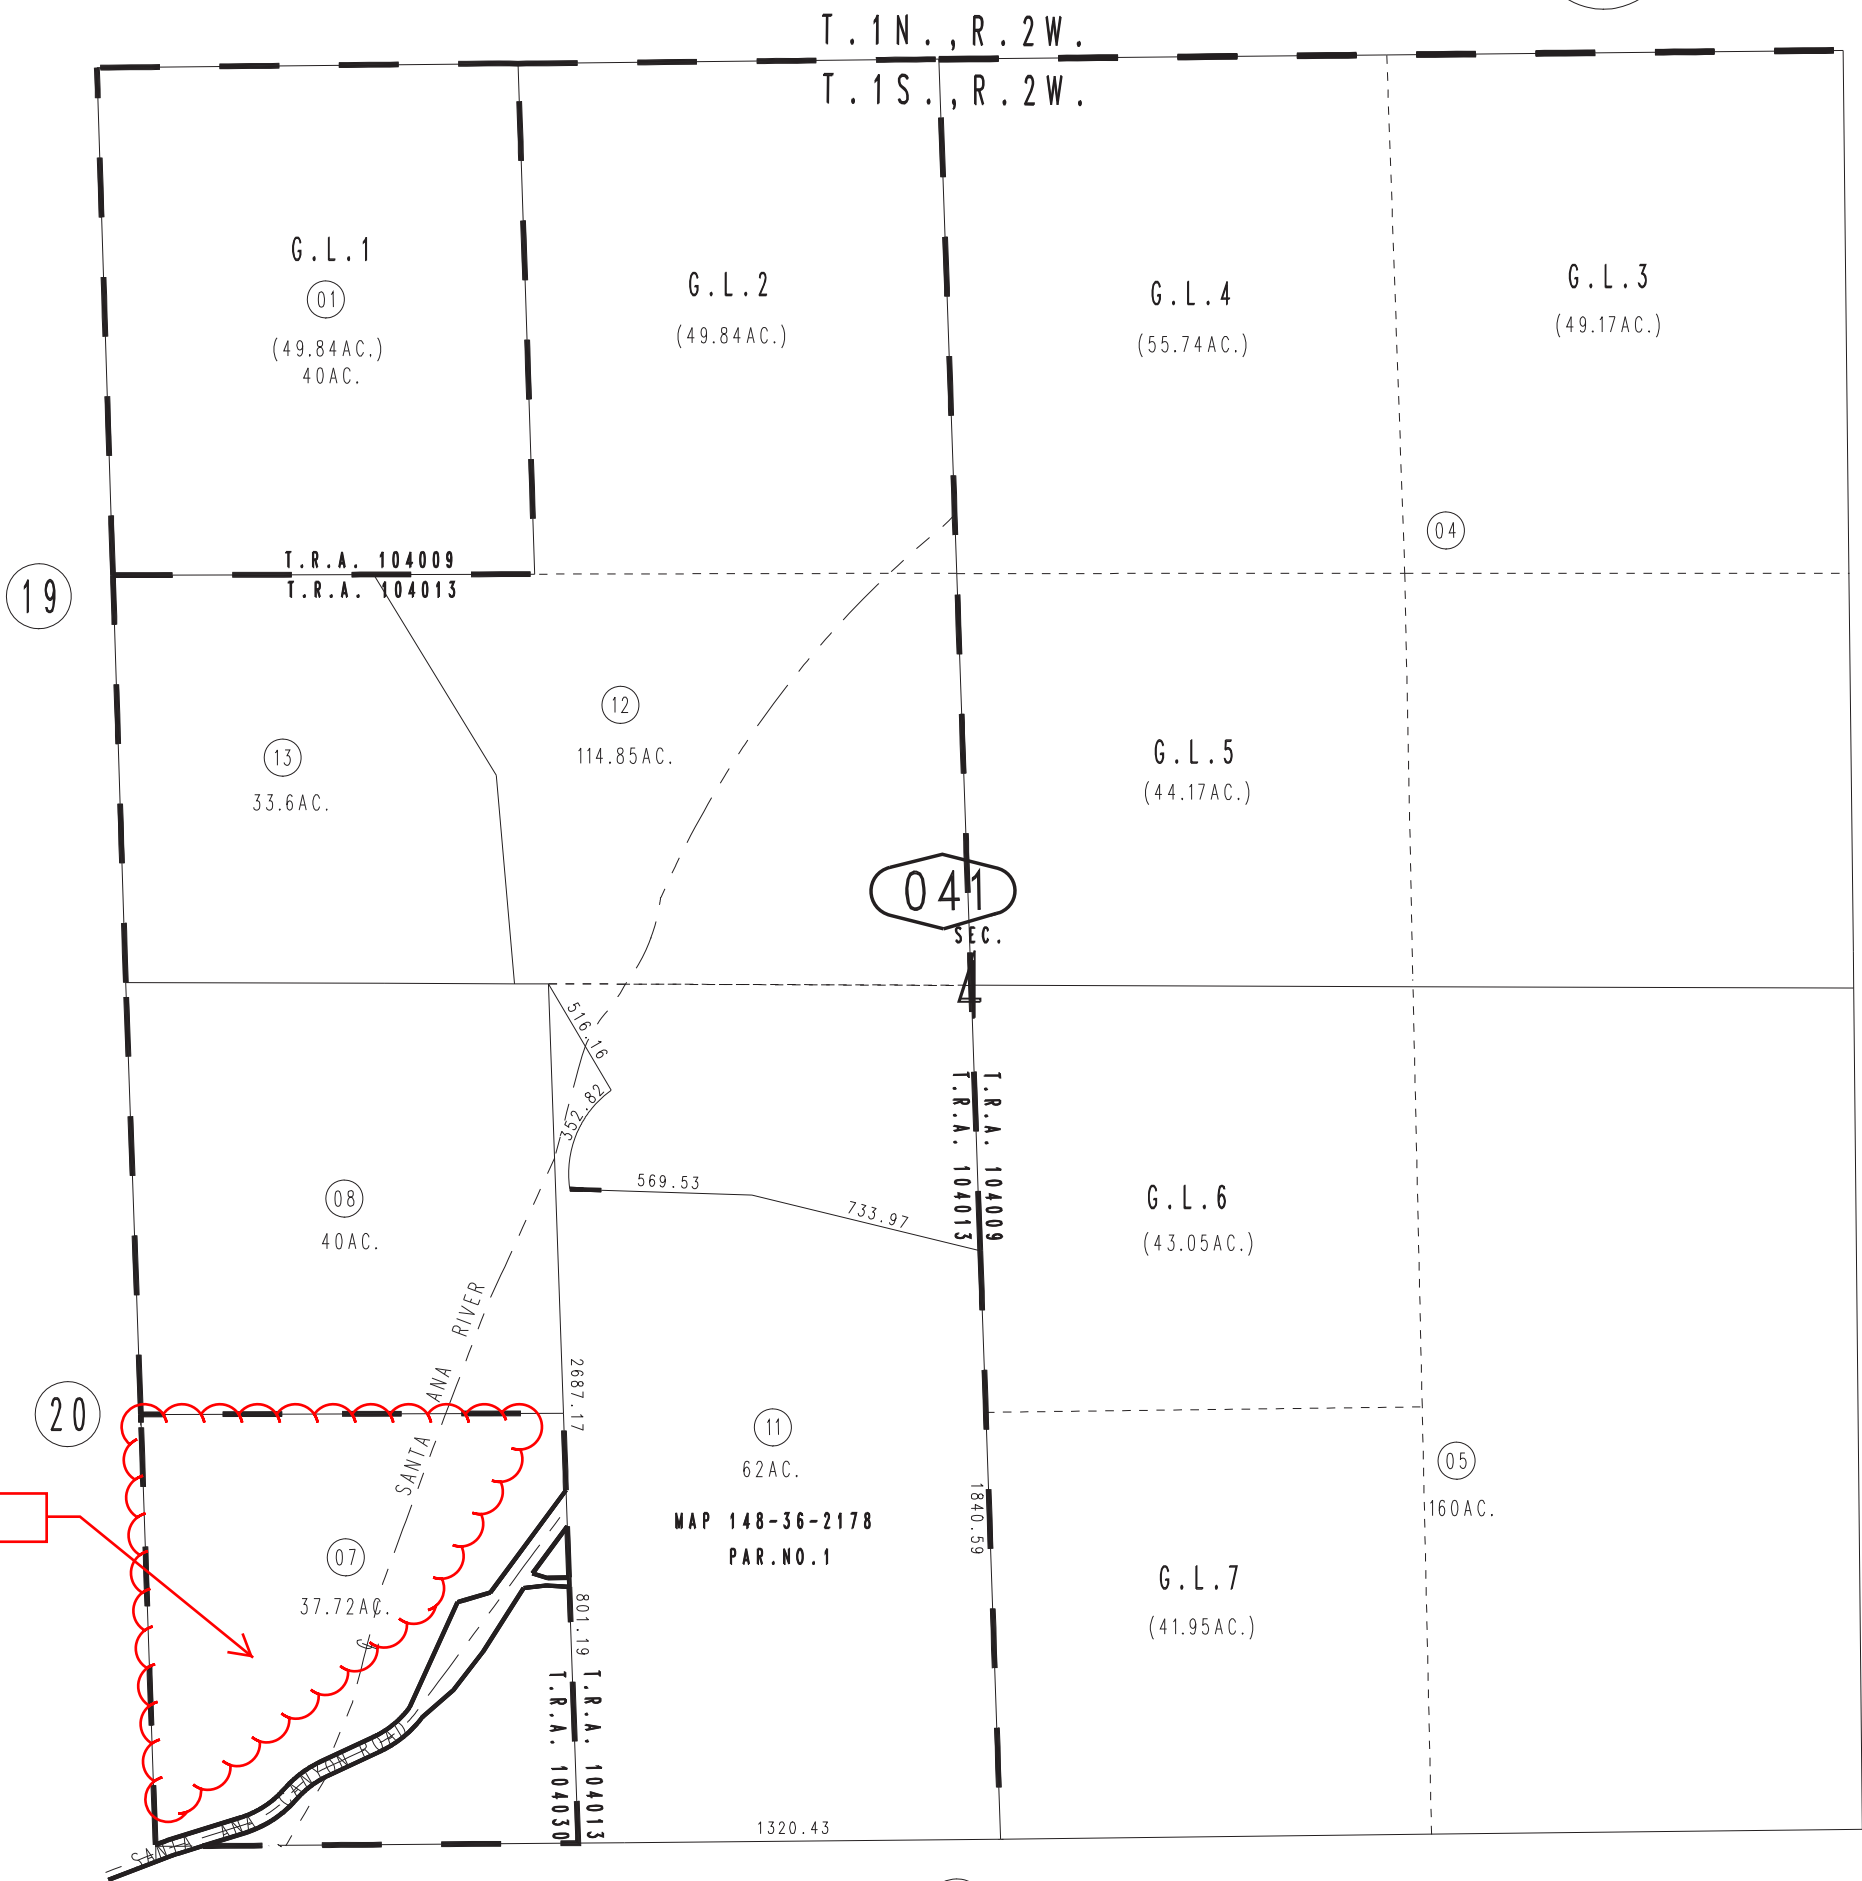 T.1N.,R.2W.
T.1S.,R.2W.
G.L.1
01
(49.84AC.)
40AC.
G.L.2
(49.84AC.)
G.L.4
(55.74AC.)
G.L.3
(49.17AC.)
04
T.R.A. 104009
T.R.A. 104013
19
12
114.85AC.
13
33.6AC.
G.L.5
(44.17AC.)
041
SEC.
4
516.16
352.82
569.53
733.97
T.R.A. 104013
T.R.A. 104009
08
40AC.
G.L.6
(43.05AC.)
SANTA ANA RIVER
2687.17
20
11
62AC.
MAP 148-36-2178
PAR.NO.1
1840.59
05
160AC.
07
37.72AC.
G.L.7
(41.95AC.)
801.19
T.R.A. 104030
T.R.A. 104013
SANTA ANA CANYON ROAD
1320.43